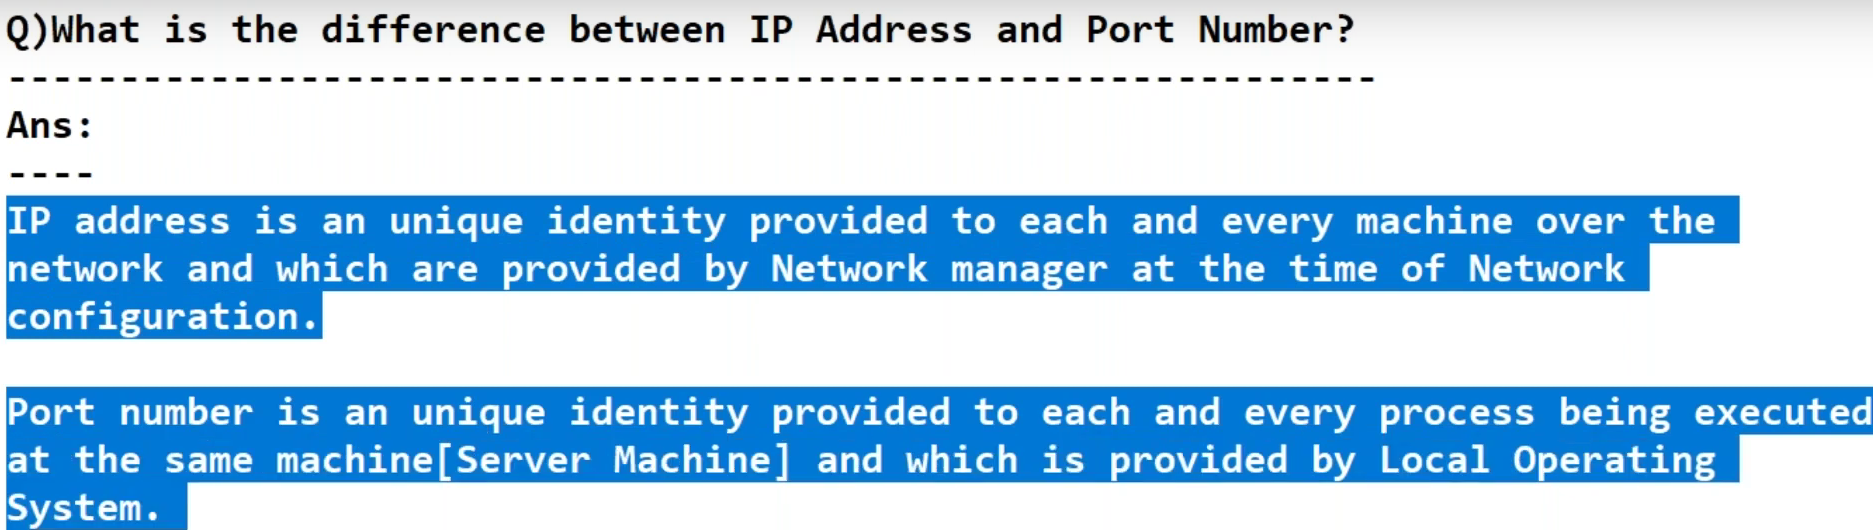 Q)What is the difference between IP Address and Port Number?
-------------------------------------------------------------
Ans:
----
IP address is an unique identity provided to each and every machine over the
network and which are provided by Network manager at the time of Network
configuration.
Port number is an unique identity provided to each and every process being executed
at the same machine[Server Machine] and which is provided by Local Operating
System.